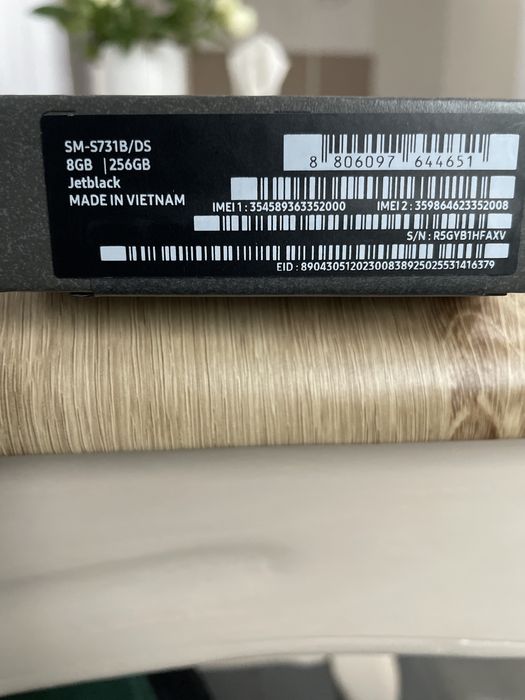 SM-S731B/DS
8GB | 256GB
Jetblack
MADE IN VIETNAM
8 806097 644651
IMEI 1 : 354589363352000 IMEI 2 : 359864623352008
S/N : R5GYB1HFAXV
EID : 89043051202300838925025531416379